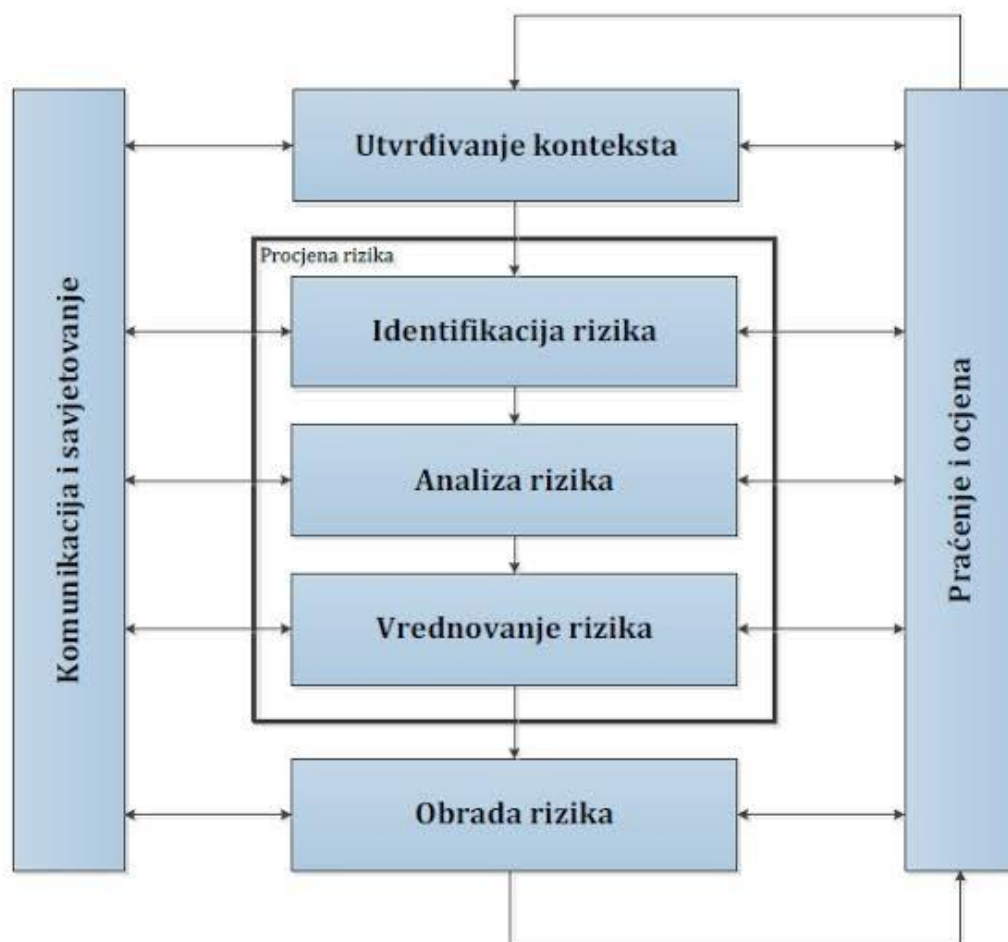 Utvrđivanje konteksta
Procjena rizika
Identifikacija rizika
Analiza rizika
Vrednovanje rizika
Obrada rizika
Komunikacija i savjetovanje
Praćenje i ocjena